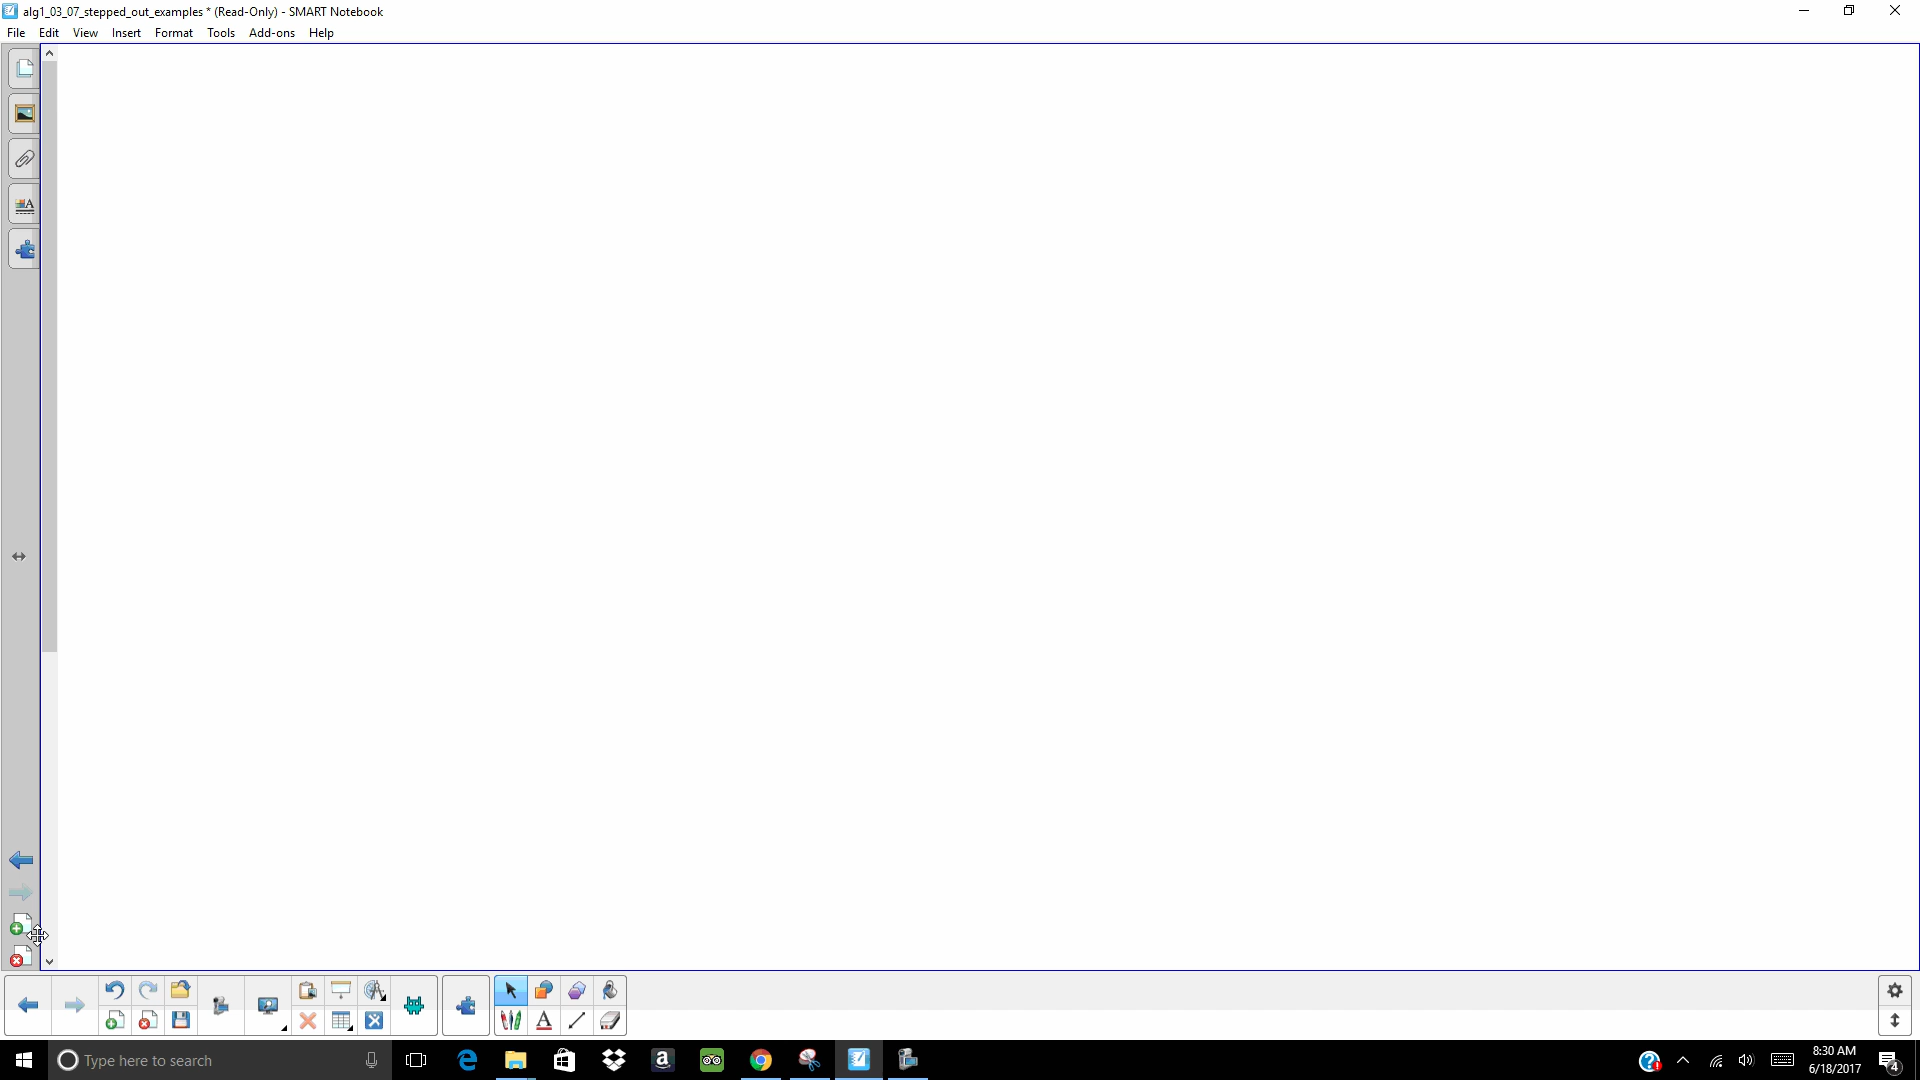 alg1_03_07_stepped_out_examples * (Read-Only) - SMART Notebook
File Edit View Insert Format Tools Add-ons Help
Type here to search
8:30 AM
6/18/2017
4